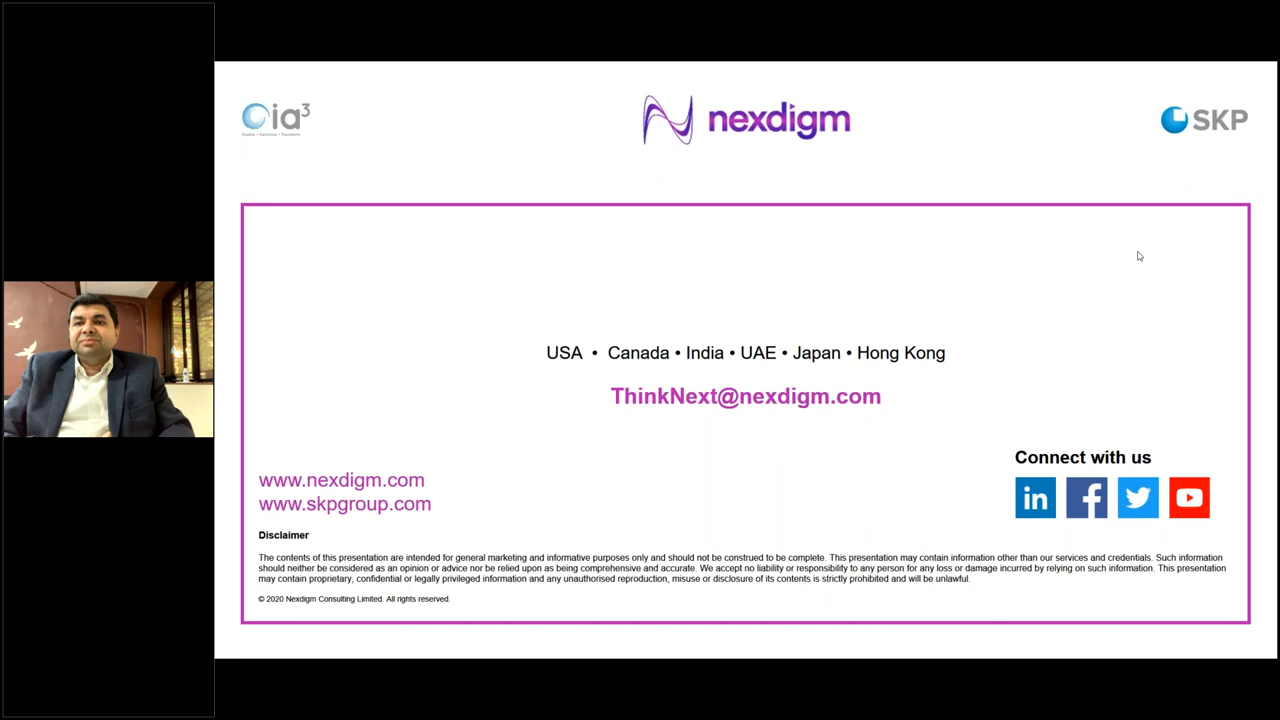 Oia³
Enable • Optimize • Transform
nexdigm
SKP
USA • Canada • India • UAE • Japan • Hong Kong
ThinkNext@nexdigm.com
Connect with us
in f
www.nexdigm.com
www.skpgroup.com
Disclaimer
The contents of this presentation are intended for general marketing and informative purposes only and should not be construed to be complete. This presentation may contain information other than our services and credentials. Such information
should neither be considered as an opinion or advice nor be relied upon as being comprehensive and accurate. We accept no liability or responsibility to any person for any loss or damage incurred by relying on such information. This presentation
may contain proprietary, confidential or legally privileged information and any unauthorised reproduction, misuse or disclosure of its contents is strictly prohibited and will be unlawful.
© 2020 Nexdigm Consulting Limited. All rights reserved.